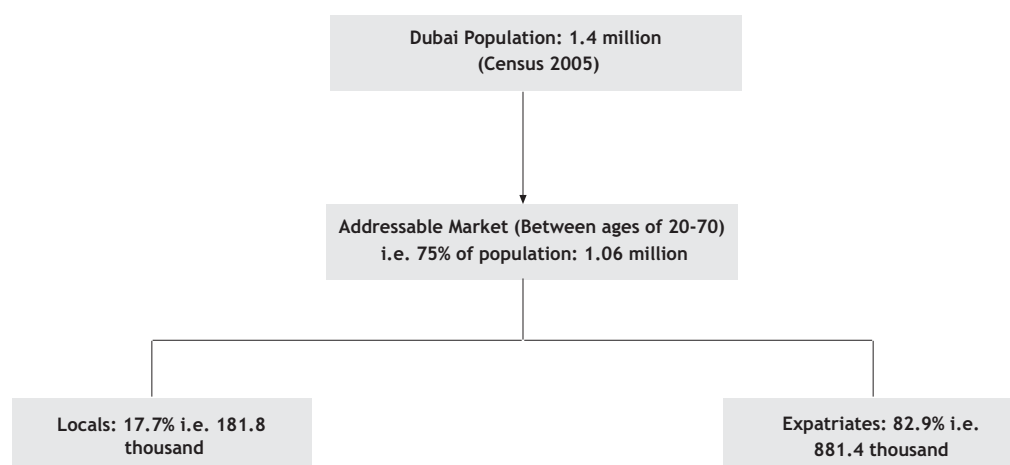 Dubai Population: 1.4 million
(Census 2005)
Addressable Market (Between ages of 20-70)
i.e. 75% of population: 1.06 million
Locals: 17.7% i.e. 181.8
thousand
Expatriates: 82.9% i.e.
881.4 thousand